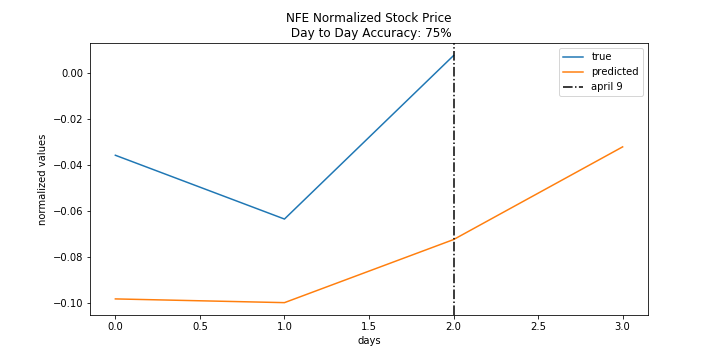 NFE Normalized Stock Price
Day to Day Accuracy: 75%
true
predicted
april 9
normalized values
0.00
−0.02
−0.04
−0.06
−0.08
−0.10
0.0 0.5 1.0 1.5 2.0 2.5 3.0
days